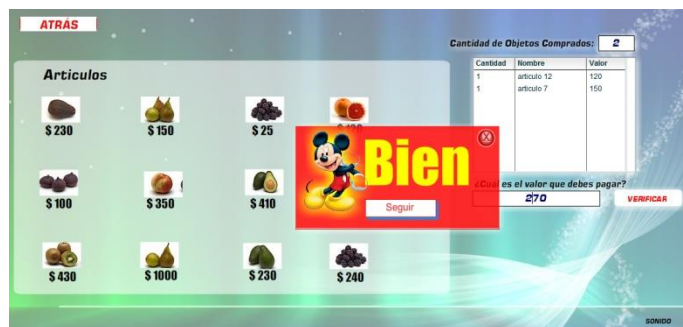 ATRÁS
Cantidad de Objetos Comprados: 2
Articulos
Cantidad Nombre Valor
1 articulo 12 120
1 articulo 7 150
$ 230 $ 150 $ 25
Bien
Seguir
$ 100 $ 350 $ 410
¿Cual es el valor que debes pagar?
270
VERIFICAR
$ 430 $ 1000 $ 230 $ 240
SONIDO